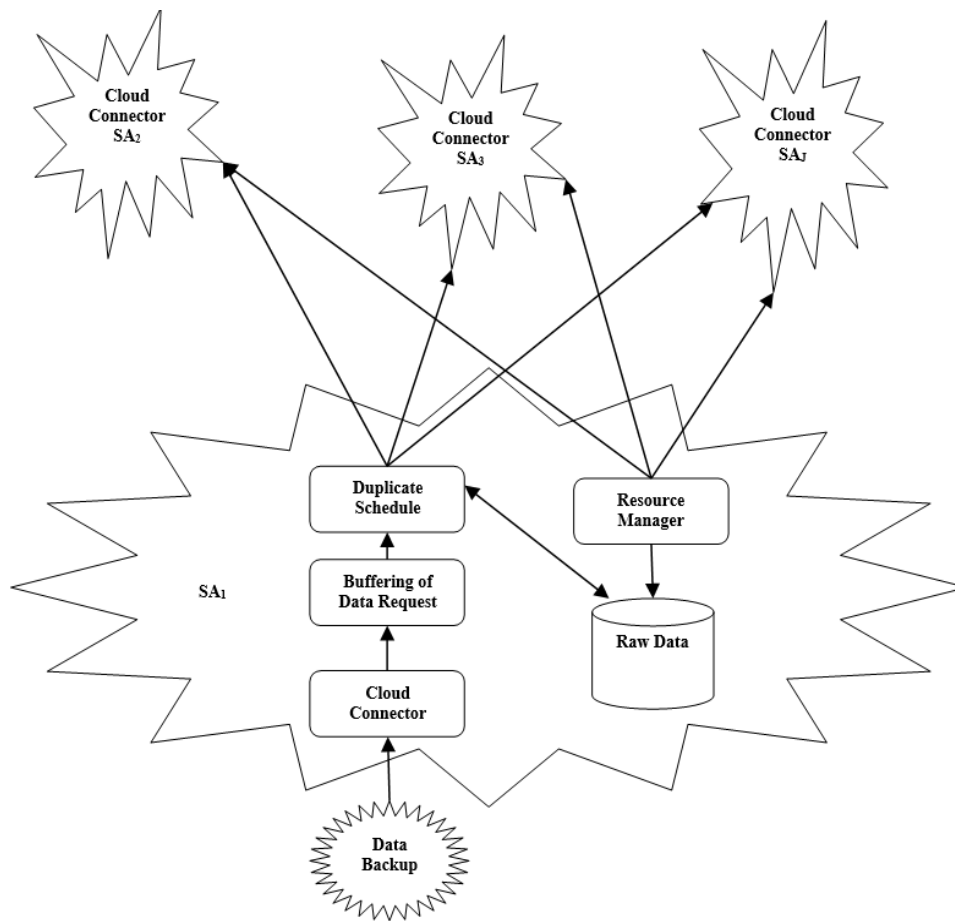 Cloud
Connector
SA₂
Cloud
Connector
SA₃
Cloud
Connector
SA_J
Duplicate
Schedule
Resource
Manager
SA₁
Buffering of
Data Request
Raw Data
Cloud
Connector
Data
Backup